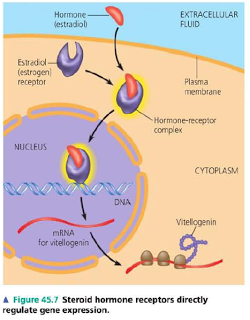 Hormone
(estradiol)
EXTRACELLULAR
FLUID
Estradiol
(estrogen)
receptor
Plasma
membrane
Hormone-receptor
complex
NUCLEUS
CYTOPLASM
DNA
Vitellogenin
mRNA
for vitellogenin
▲ Figure 45.7 Steroid hormone receptors directly
regulate gene expression.